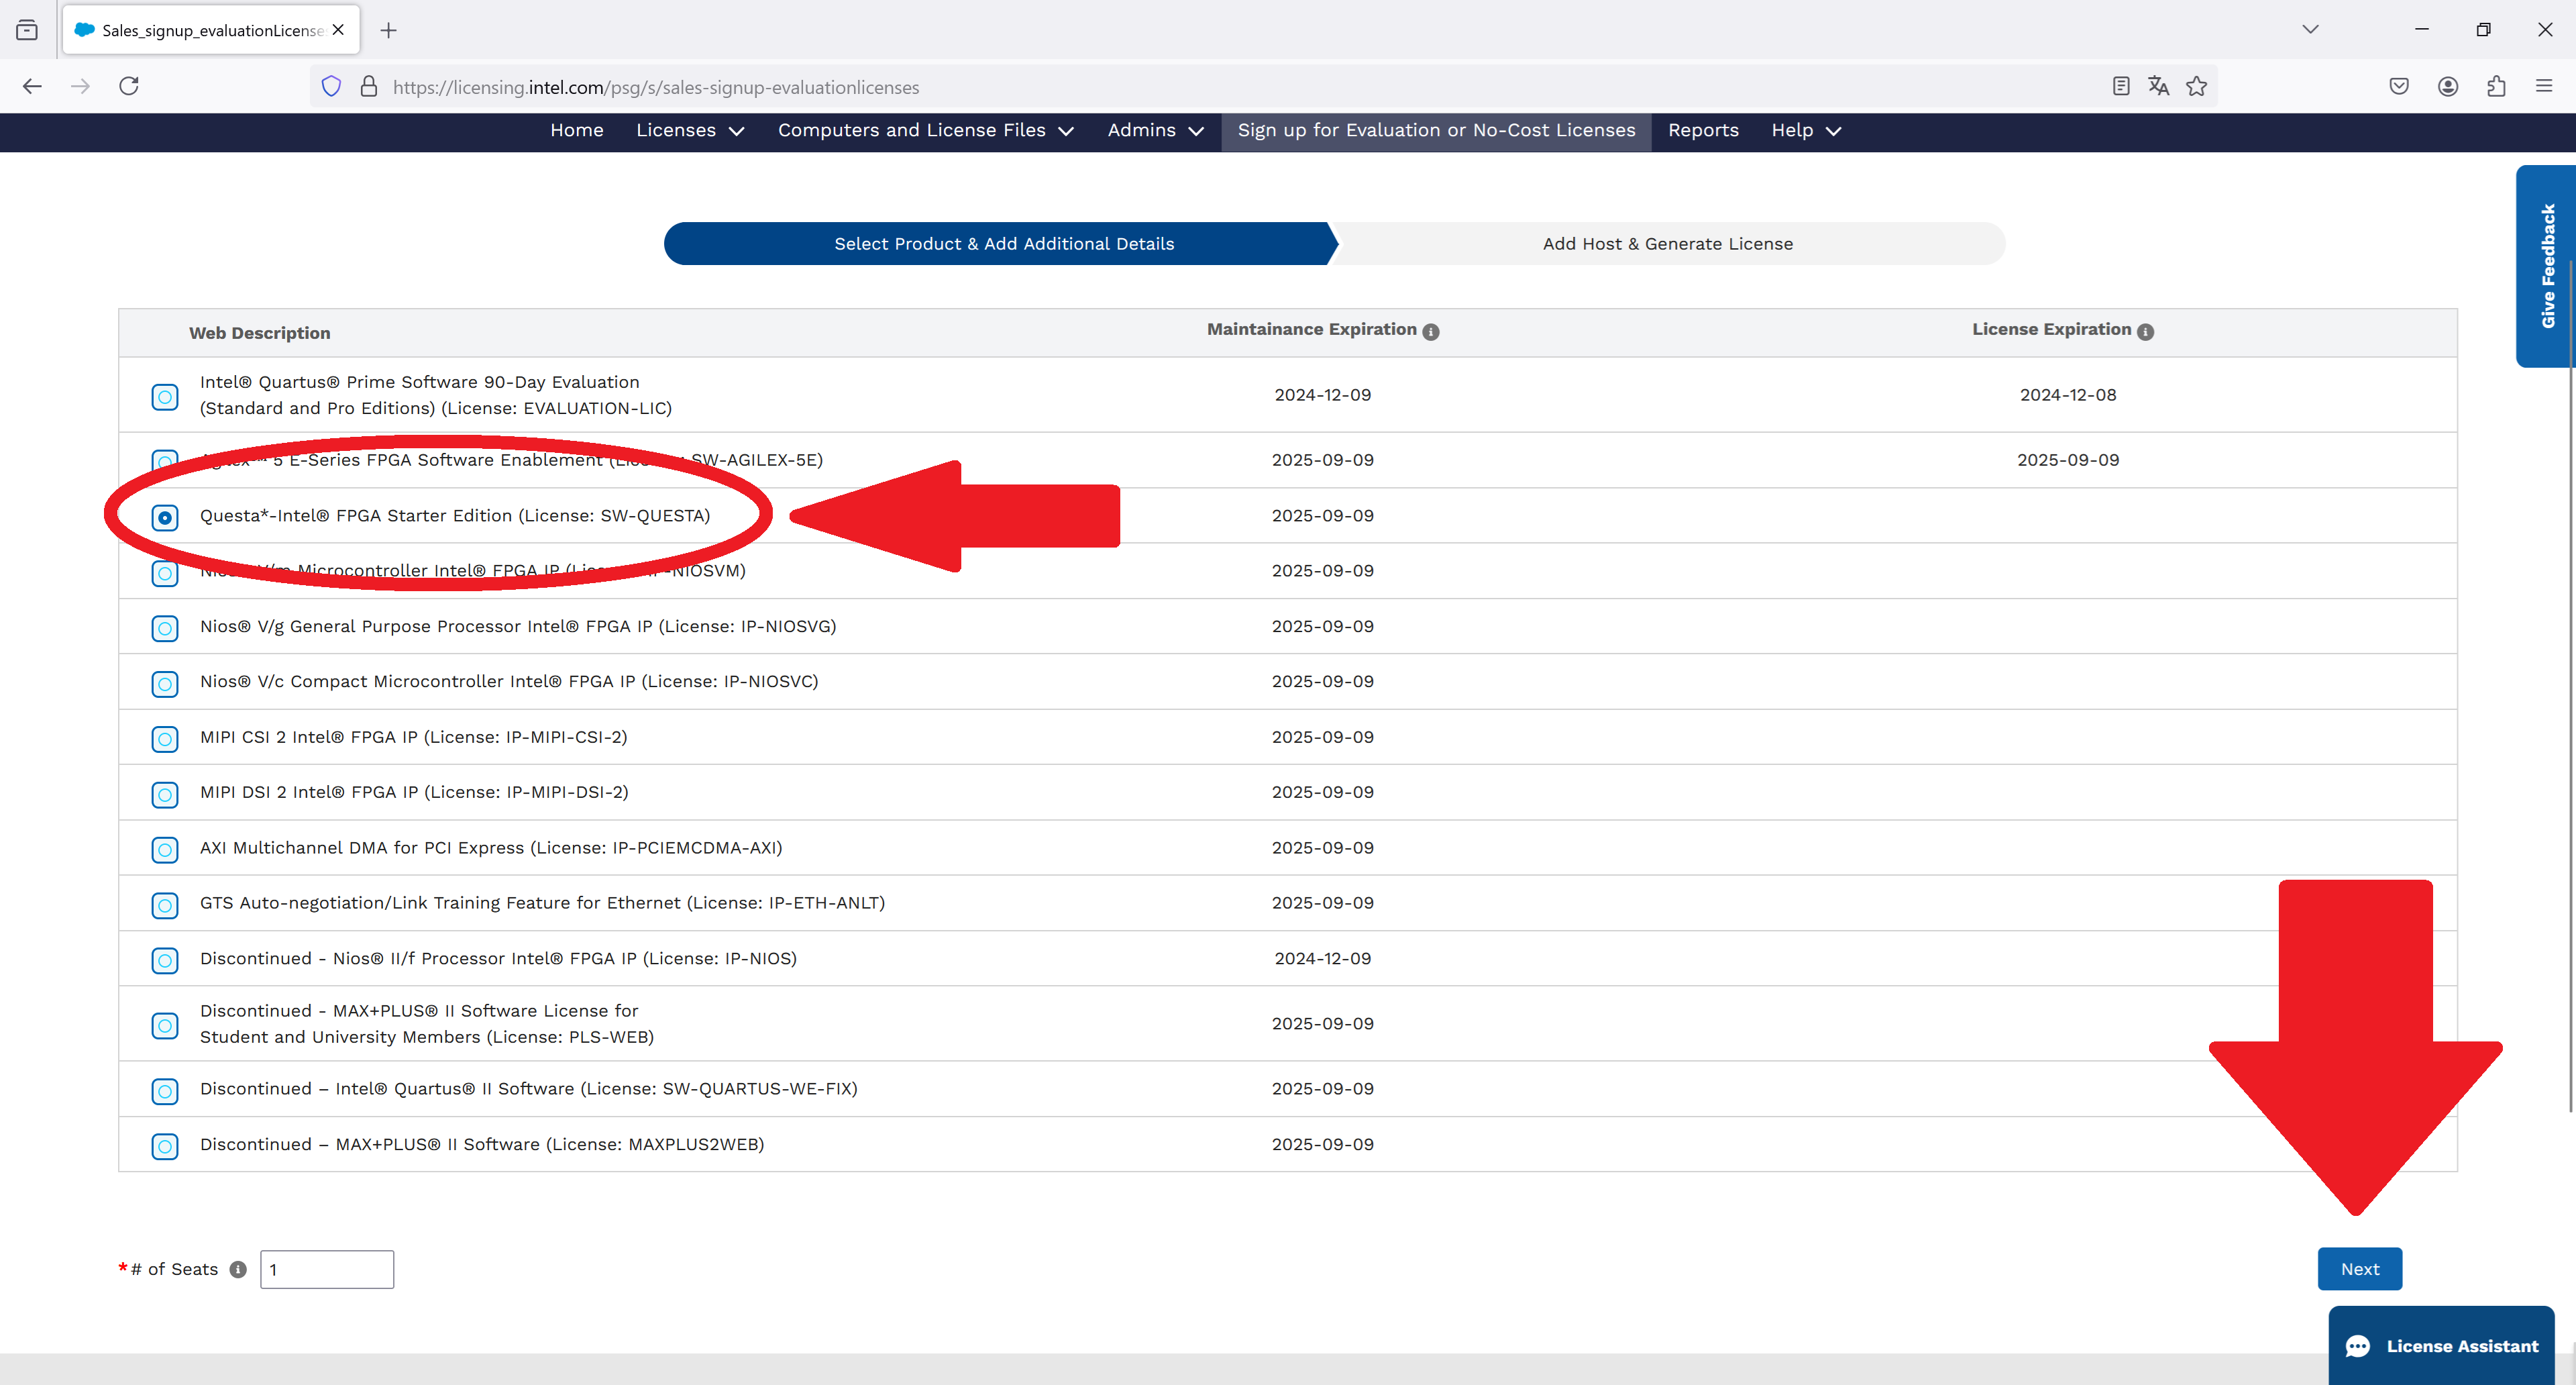 Sales_signup_evaluationLicense
https://licensing.intel.com/psg/s/sales-signup-evaluationlicenses
Home Licenses Computers and License Files Admins Sign up for Evaluation or No-Cost Licenses Reports Help
Give Feedback
Select Product & Add Additional Details Add Host & Generate License
Web Description Maintainance Expiration License Expiration
Intel® Quartus® Prime Software 90-Day Evaluation
(Standard and Pro Editions) (License: EVALUATION-LIC) 2024-12-09 2024-12-08
5 E-Series FPGA Software Enablement SW-AGILEX-5E) 2025-09-09 2025-09-09
Questa*-Intel® FPGA Starter Edition (License: SW-QUESTA) 2025-09-09
Microcontroller Intel® FPGA IP 2025-09-09
Nios® V/g General Purpose Processor Intel® FPGA IP (License: IP-NIOSVG) 2025-09-09
Nios® V/c Compact Microcontroller Intel® FPGA IP (License: IP-NIOSVC) 2025-09-09
MIPI CSI 2 Intel® FPGA IP (License: IP-MIPI-CSI-2) 2025-09-09
MIPI DSI 2 Intel® FPGA IP (License: IP-MIPI-DSI-2) 2025-09-09
AXI Multichannel DMA for PCI Express (License: IP-PCIEMCDMA-AXI) 2025-09-09
GTS Auto-negotiation/Link Training Feature for Ethernet (License: IP-ETH-ANLT) 2025-09-09
Discontinued - Nios® II/f Processor Intel® FPGA IP (License: IP-NIOS) 2024-12-09
Discontinued - MAX+PLUS® II Software License for
Student and University Members (License: PLS-WEB) 2025-09-09
Discontinued – Intel® Quartus® II Software (License: SW-QUARTUS-WE-FIX) 2025-09-09
Discontinued – MAX+PLUS® II Software (License: MAXPLUS2WEB) 2025-09-09
*# of Seats 1
Next
License Assistant